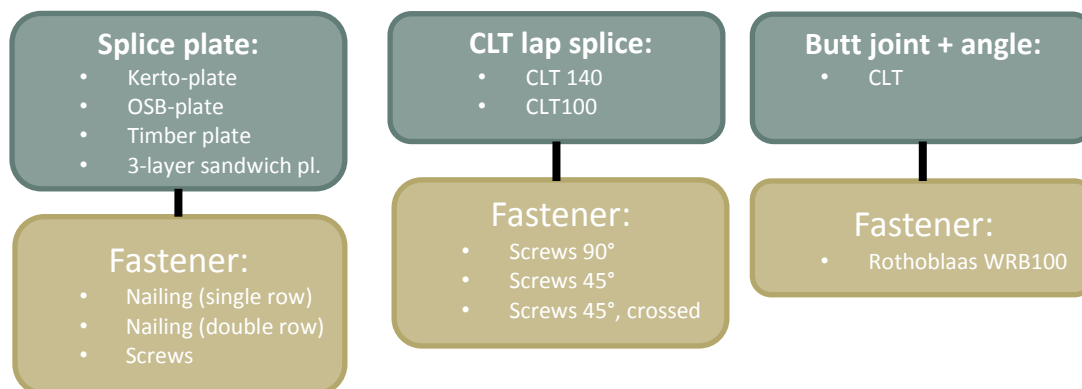 Splice plate:
• Kerto-plate
• OSB-plate
• Timber plate
• 3-layer sandwich pl.
Fastener:
• Nailing (single row)
• Nailing (double row)
• Screws
CLT lap splice:
• CLT 140
• CLT100
Fastener:
• Screws 90°
• Screws 45°
• Screws 45°, crossed
Butt joint + angle:
• CLT
Fastener:
• Rothoblaas WRB100